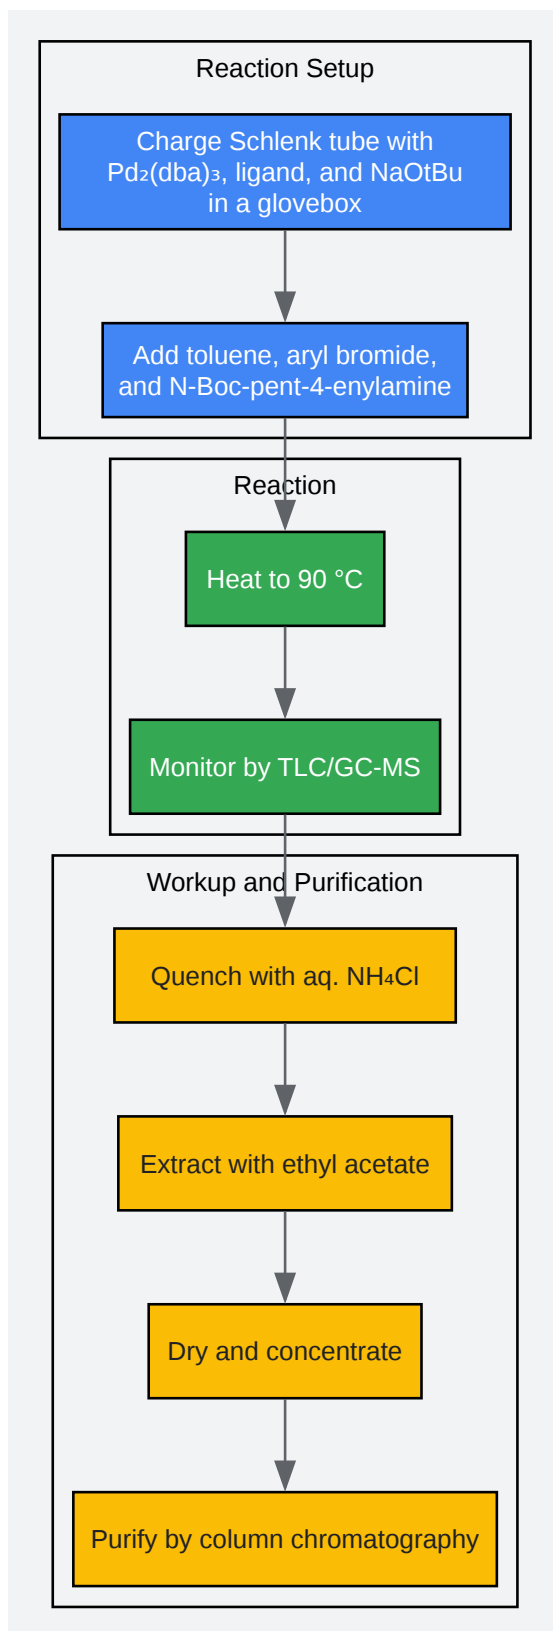 Reaction Setup
Charge Schlenk tube with
Pd₂(dba)₃, ligand, and NaOtBu
in a glovebox
Add toluene, aryl bromide,
and N-Boc-pent-4-enylamine
Reaction
Heat to 90 °C
Monitor by TLC/GC-MS
Workup and Purification
Quench with aq. NH₄Cl
Extract with ethyl acetate
Dry and concentrate
Purify by column chromatography